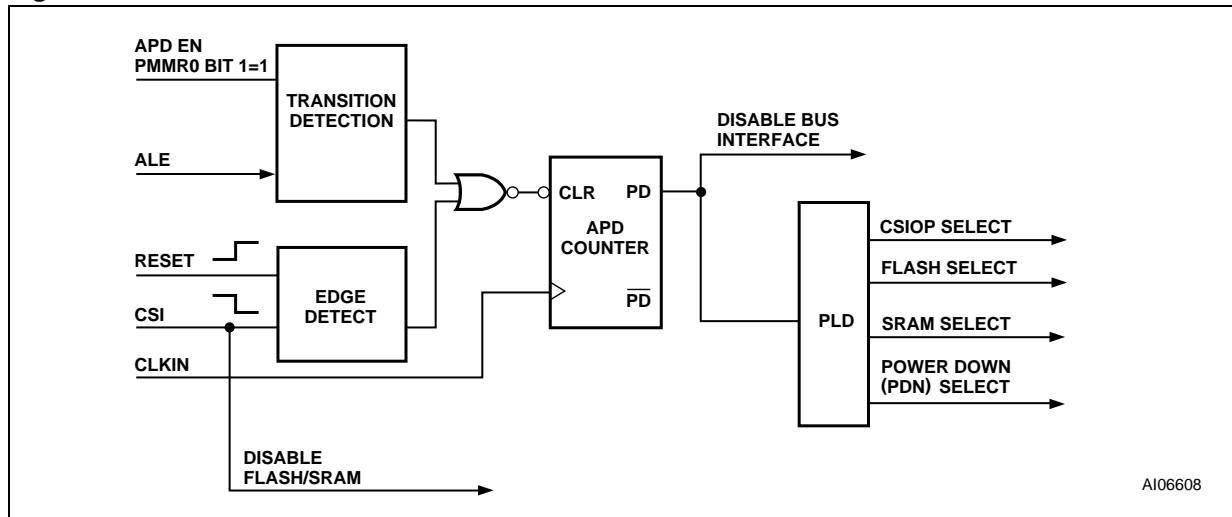 APD EN
PMMR0 BIT 1=1
TRANSITION
DETECTION
ALE
RESET
CSI
EDGE
DETECT
CLKIN
CLR
PD
APD
COUNTER
PD
DISABLE BUS
INTERFACE
PLD
CSIOP SELECT
FLASH SELECT
SRAM SELECT
POWER DOWN
(PDN) SELECT
DISABLE
FLASH/SRAM
AI06608